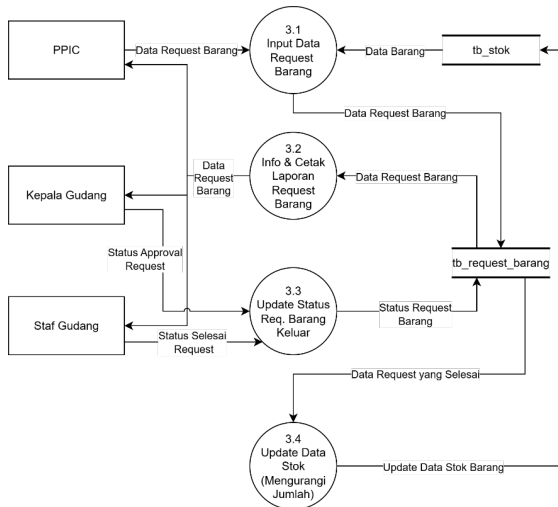 PPIC
Data Request Barang
3.1
Input Data
Request
Barang
Data Barang
tb_stok
Data Request Barang
3.2
Info & Cetak
Laporan
Request
Barang
Data
Request
Barang
Data Request Barang
Kepala Gudang
Status Approval
Request
tb_request_barang
3.3
Update Status
Req. Barang
Keluar
Status Request
Barang
Staf Gudang
Status Selesai
Request
Data Request yang Selesai
3.4
Update Data
Stok
(Mengurangi
Jumlah)
Update Data Stok Barang